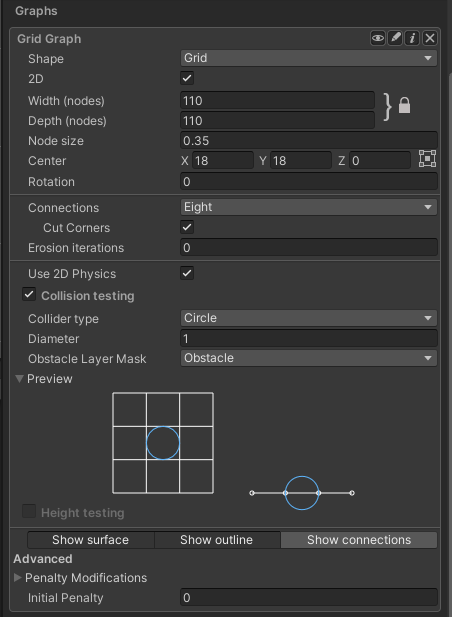 Graphs
Grid Graph
Shape Grid
2D
Width (nodes) 110
Depth (nodes) 110
Node size 0.35
Center X 18 Y 18 Z 0
Rotation 0
Connections Eight
Cut Corners
Erosion iterations 0
Use 2D Physics
Collision testing
Collider type Circle
Diameter 1
Obstacle Layer Mask Obstacle
Preview
Height testing
Show surface Show outline Show connections
Advanced
Penalty Modifications
Initial Penalty 0